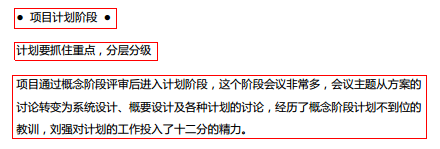 ● 项目计划阶段 ●
计划要抓住重点，分层分级
项目通过概念阶段评审后进入计划阶段，这个阶段会议非常多，会议主题从方案的
讨论转变为系统设计、概要设计及各种计划的讨论，经历了概念阶段计划不到位的
教训，刘强对计划的工作投入了十二分的精力。